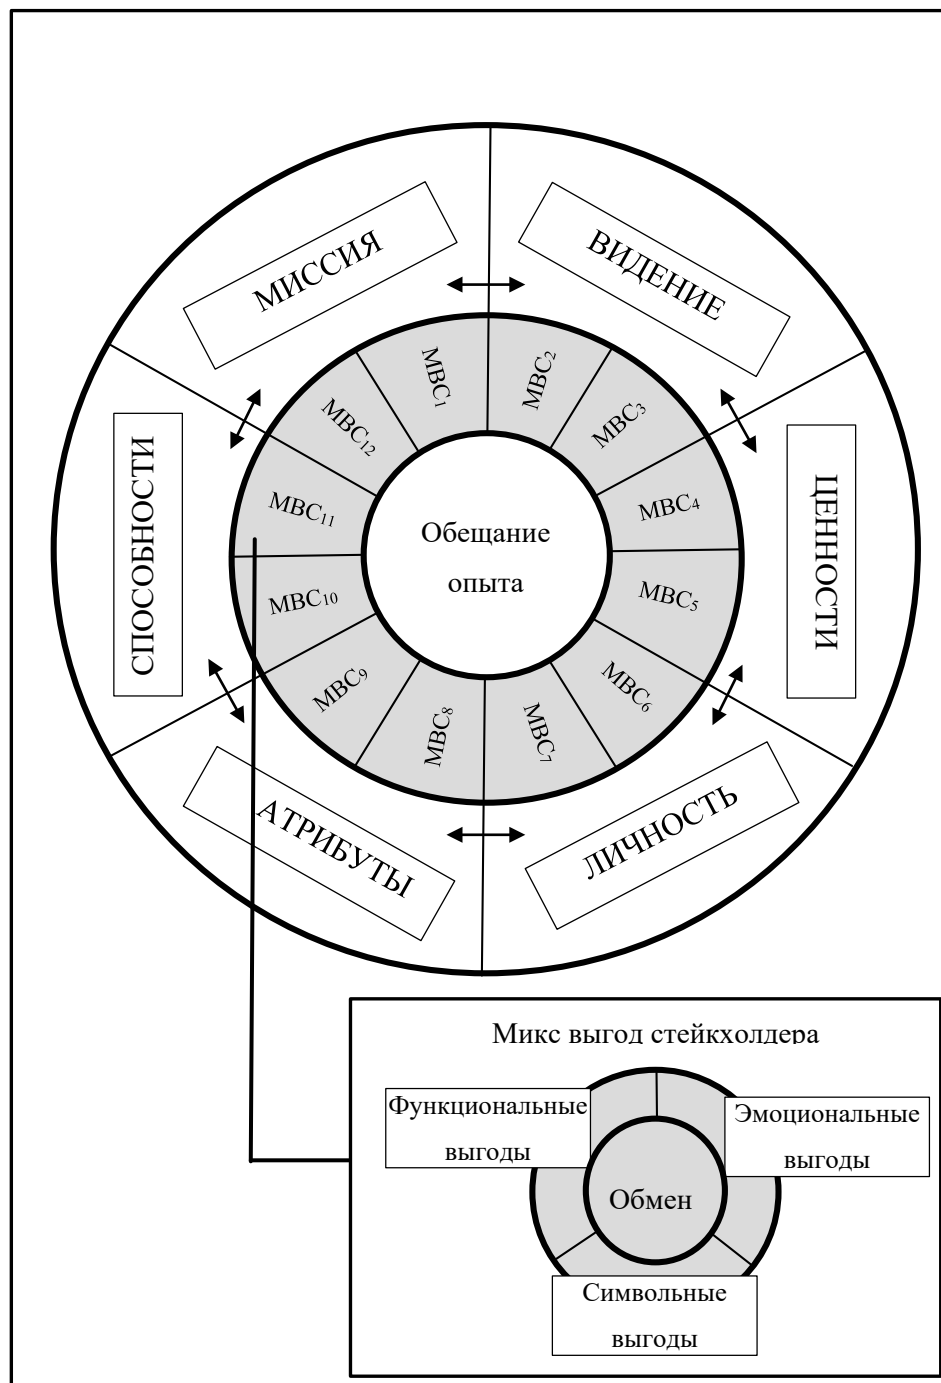 МИССИЯ
ВИДЕНИЕ
ЦЕННОСТИ
ЛИЧНОСТЬ
АТРИБУТЫ
СПОСОБНОСТИ
МВС₁
МВС₂
МВС₃
МВС₄
МВС₅
МВС₆
МВС₇
МВС₈
МВС₉
МВС₁₀
МВС₁₁
МВС₁₂
Обещание
опыта
Микс выгод стейкхолдера
Функциональные
выгоды
Эмоциональные
выгоды
Обмен
Символьные
выгоды